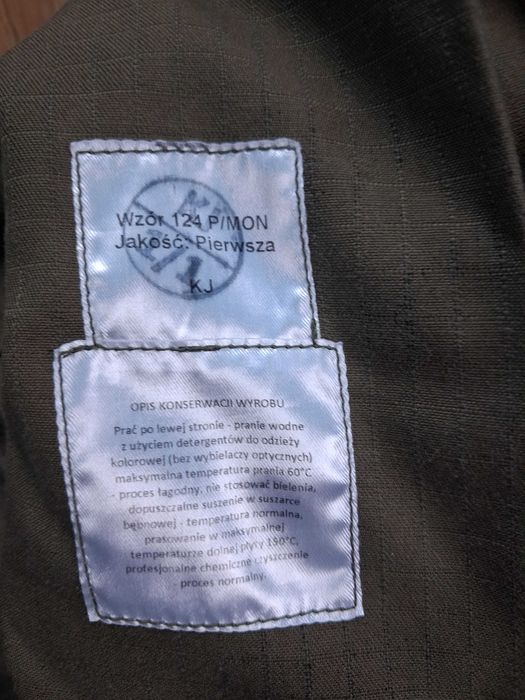 Wzór 124 P/MON
Jakość: Pierwsza
KJ
OPIS KONSERWACJI WYROBU
Prać po lewej stronie - pranie wodne
z użyciem detergentów do odzieży
kolorowej (bez wybielaczy optycznych)
maksymalna temperatura prania 60°C
- proces łagodny, nie stosować bielenia,
dopuszczalne suszenie w suszarce
bębnowej - temperatura normalna,
prasowanie w maksymalnej
temperaturze dolnej płyty 190°C,
profesjonalne chemiczne czyszczenie
- proces normalny.